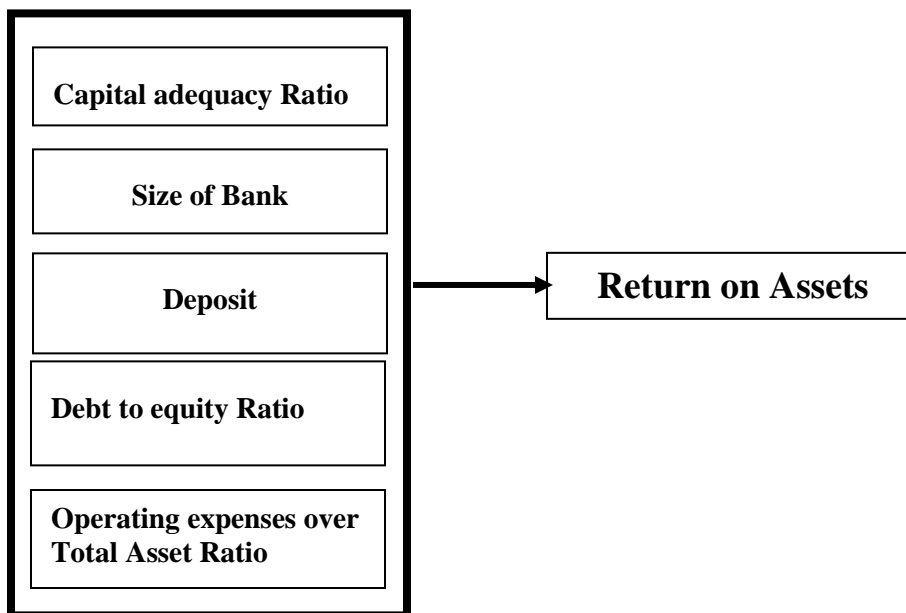 Capital adequacy Ratio
Size of Bank
Deposit
Return on Assets
Debt to equity Ratio
Operating expenses over
Total Asset Ratio